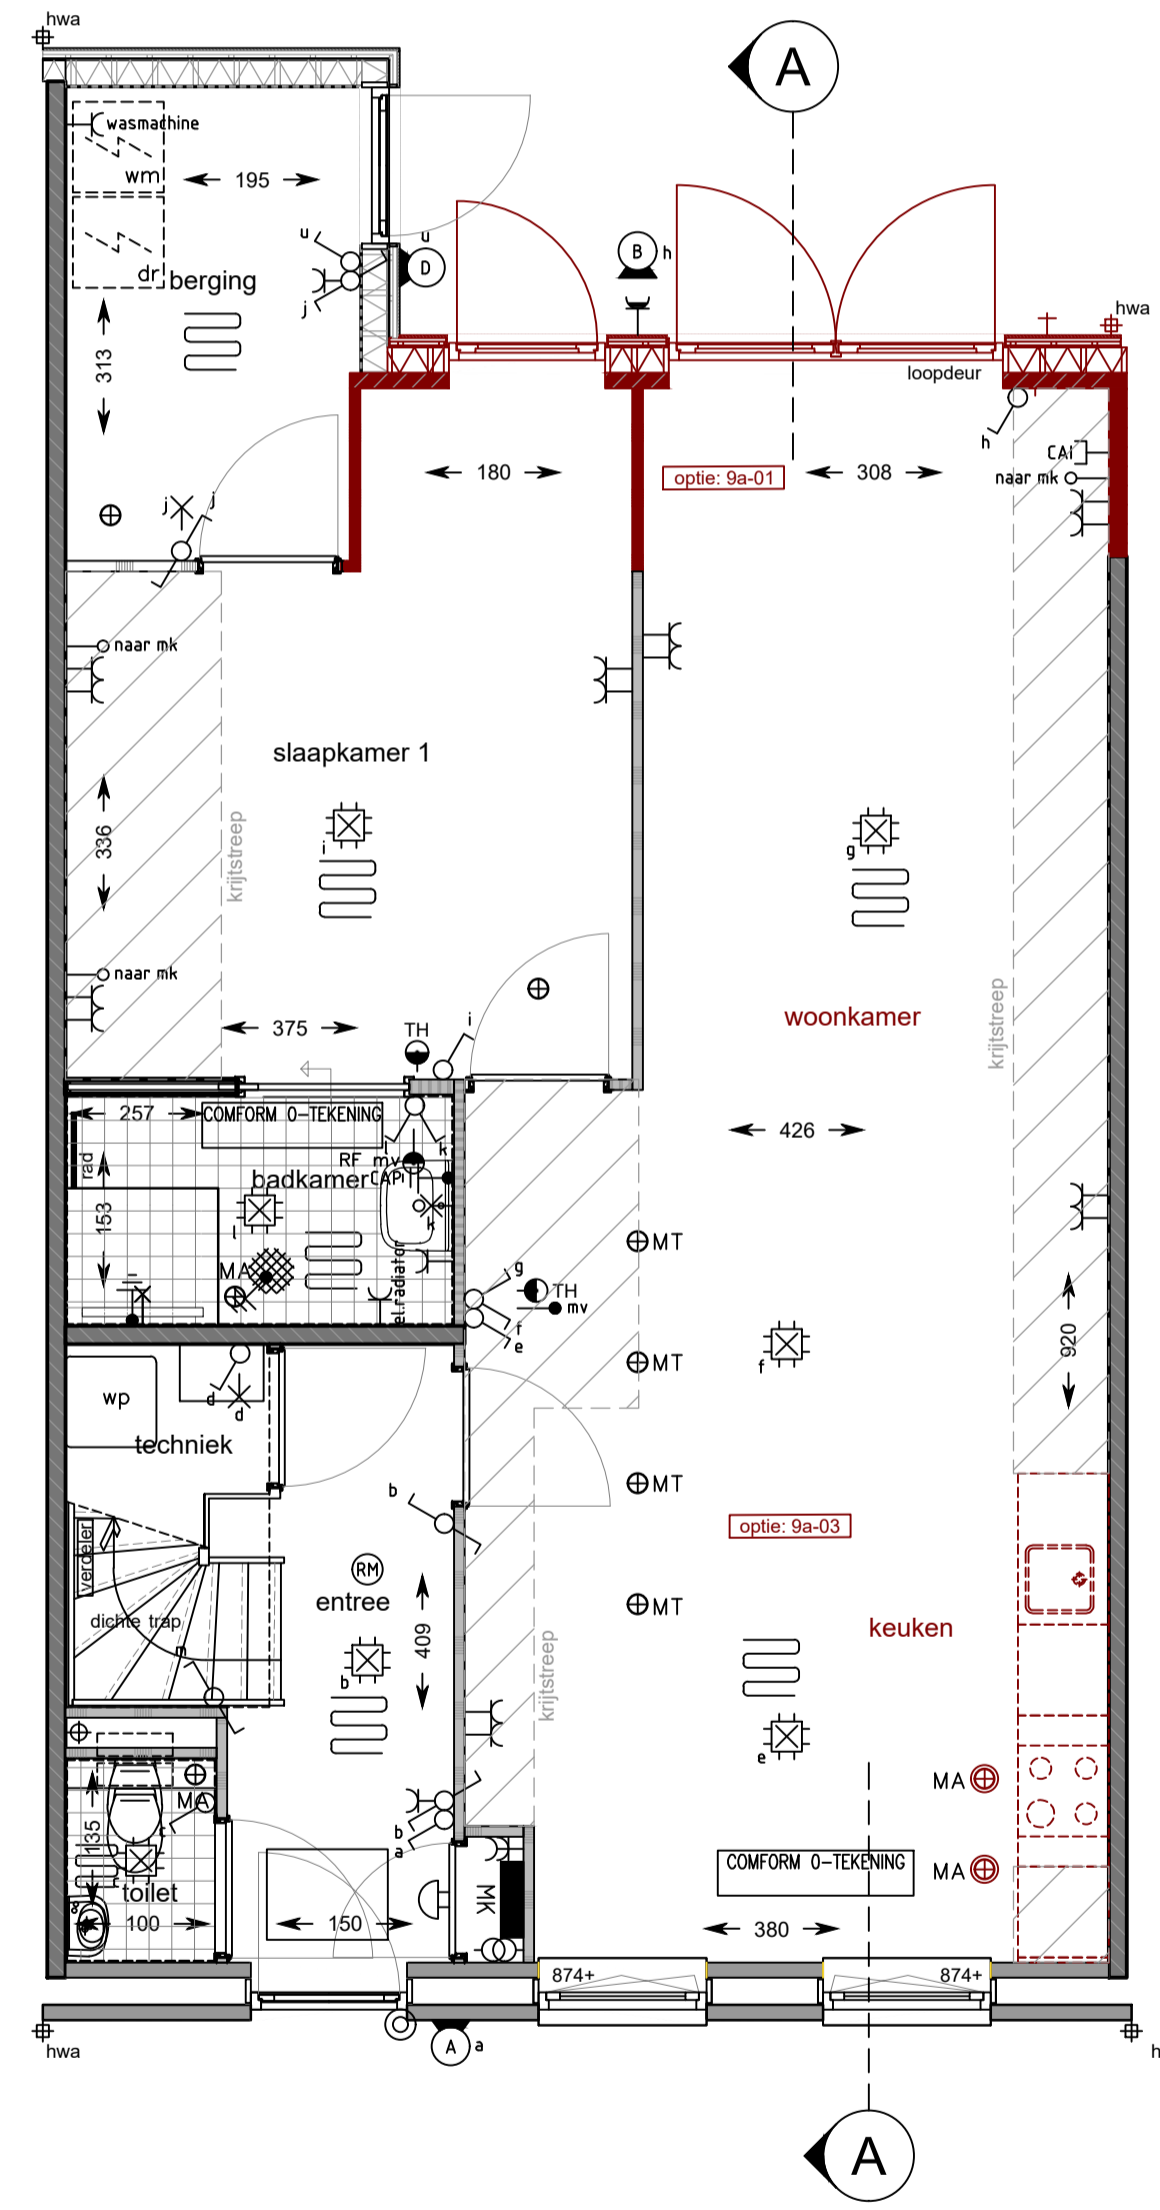 hwa
A
wasmachine
wm
195
dr
berging
u
u
D
j
B
h
hwa
loopdeur
313
180
optie: 9a-01
308
h
CAi
naar mk
j
j
naar mk
slaapkamer 1
i
336
krijtstreep
g
naar mk
woonkamer
krijtstreep
375
TH
i
257
COMFORM O-TEKENING
426
rad
l
k
RF mv
badkamer
CAPi
153
l
k
MA
el.radiator
MT
g
TH
mv
f
e
f
MT
920
wp
d
d
techniek
b
MT
verdeler
optie: 9a-03
RM
entree
MT
keuken
dichte trap
409
m
b
krijtstreep
e
MA
MA
135
c
b
a
COMFORM O-TEKENING
MA
toilet
MK
100
150
380
874+
874+
hwa
A
a
h
A